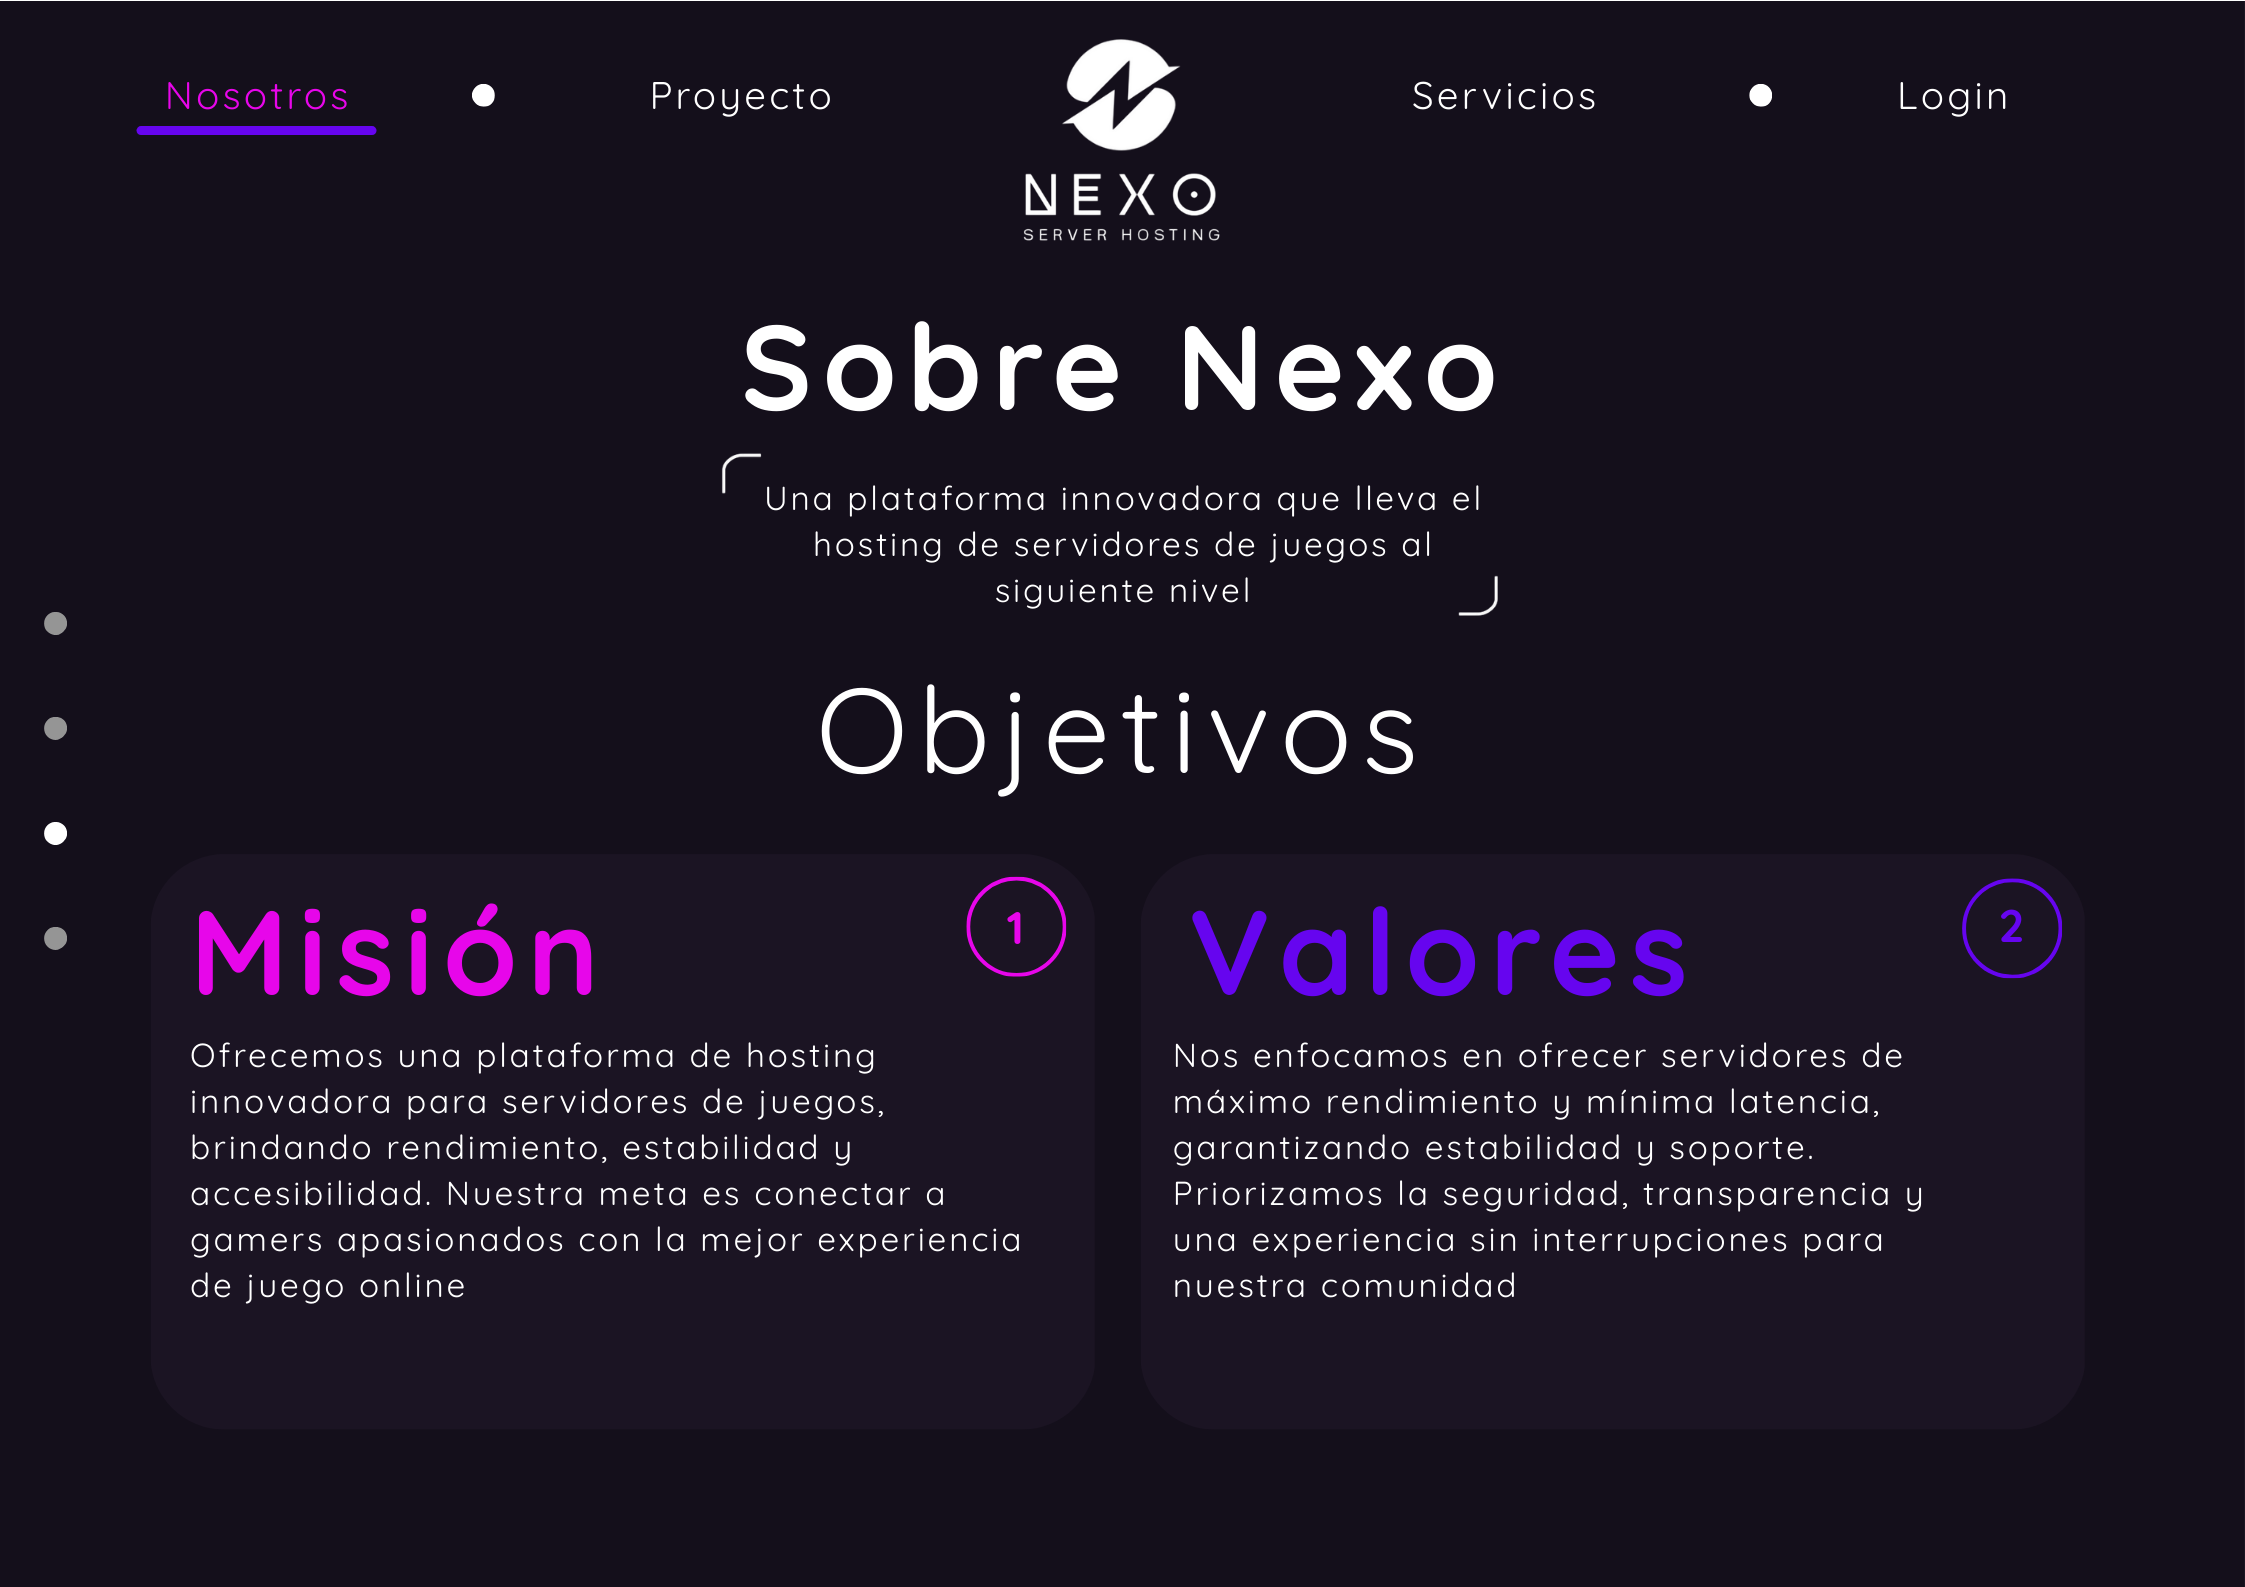 Nosotros
Proyecto
Servicios
Login
NEXO
SERVER HOSTING
Sobre Nexo
Una plataforma innovadora que lleva el
hosting de servidores de juegos al
siguiente nivel
Objetivos
Misión
1
Ofrecemos una plataforma de hosting
innovadora para servidores de juegos,
brindando rendimiento, estabilidad y
accesibilidad. Nuestra meta es conectar a
gamers apasionados con la mejor experiencia
de juego online
Valores
2
Nos enfocamos en ofrecer servidores de
máximo rendimiento y mínima latencia,
garantizando estabilidad y soporte.
Priorizamos la seguridad, transparencia y
una experiencia sin interrupciones para
nuestra comunidad